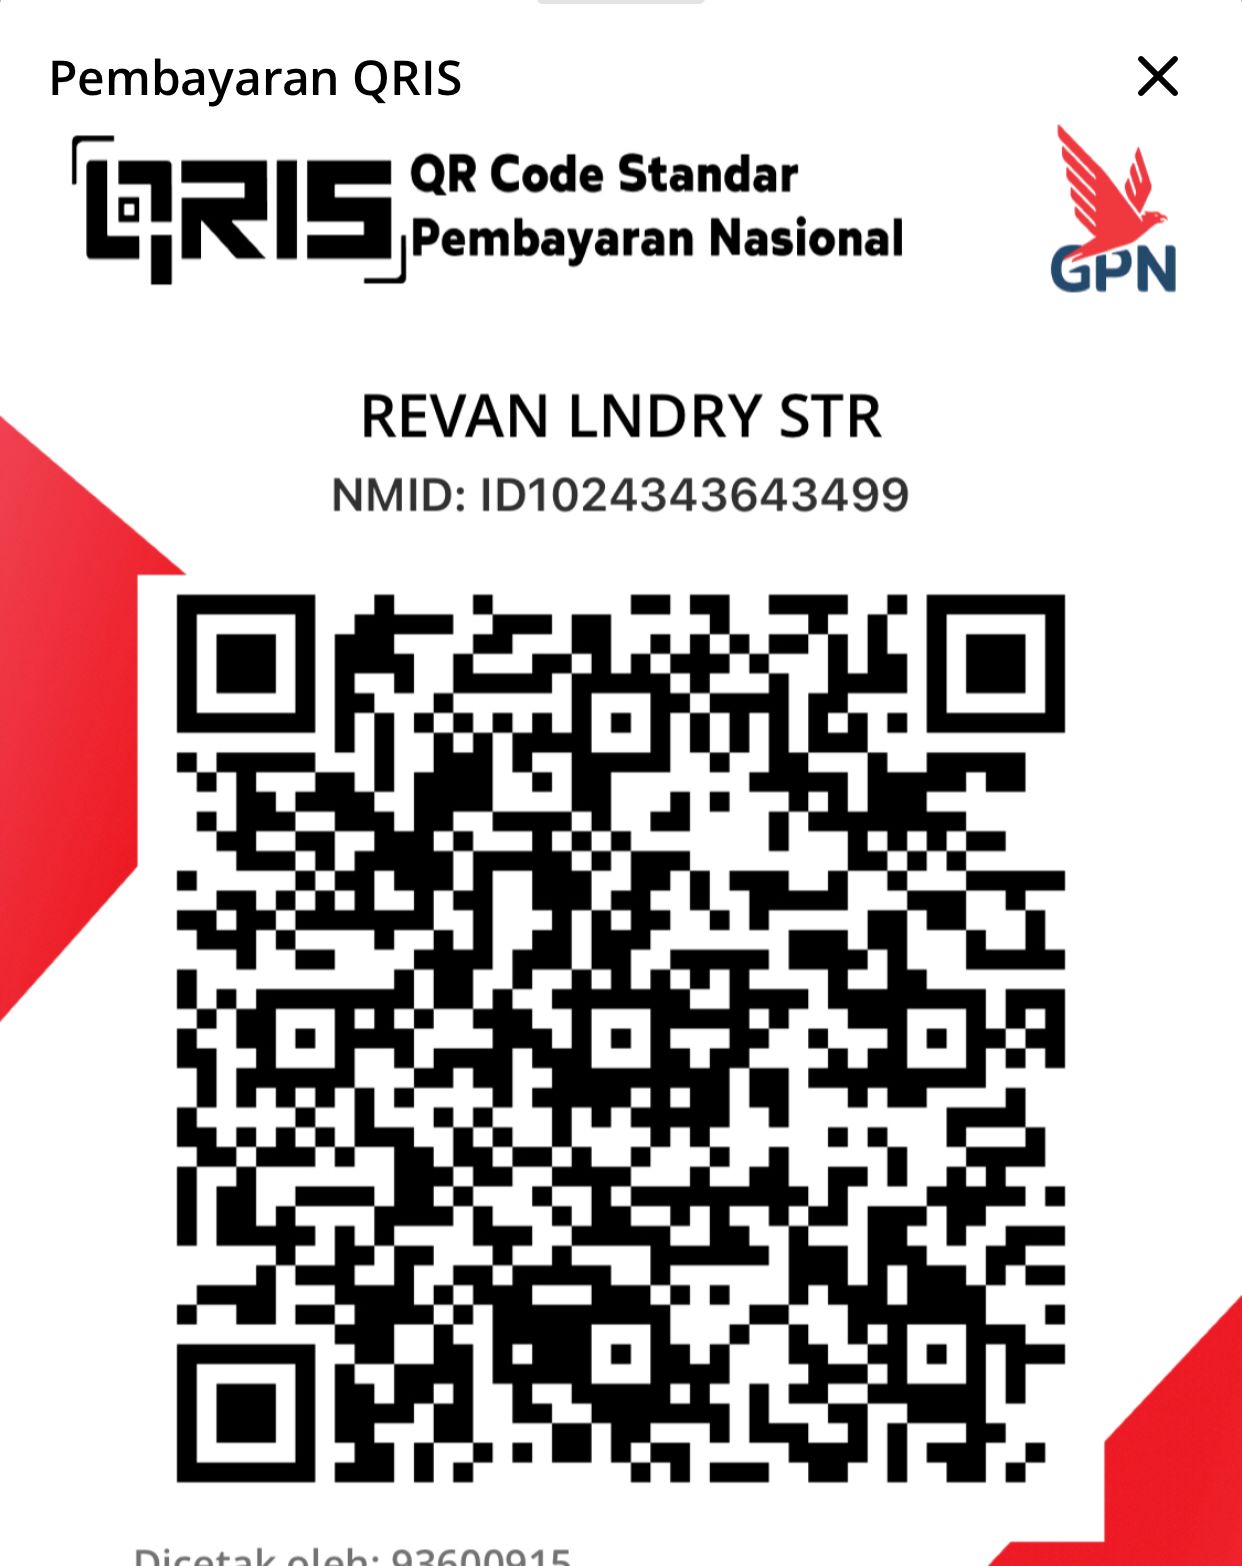 Pembayaran QRIS
QRIS
QR Code Standar
Pembayaran Nasional
GPN
REVAN LNDRY STR
NMID: ID1024343643499
Dicetak oleh: 93600915